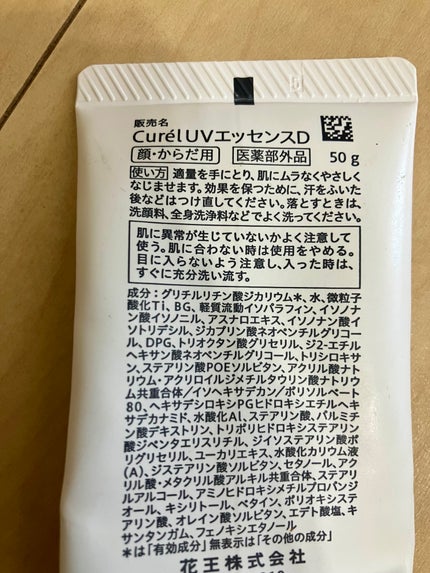 販売名
CurélUVエッセンスD
顔・からだ用 医薬部外品 50g
使い方 適量を手にとり、肌にムラなくやさしく
なじませます。効果を保つために、汗をふいた
後などはつけ直してください。落とすときは、
洗顔料、全身洗浄料などでよく洗ってください。
肌に異常が生じていないかよく注意して
使う。肌に合わない時は使用をやめる。
目に入らないよう注意し、入った時は、
すぐに充分洗い流す。
成分：グリチルリチン酸ジカリウム＊、水、微粒子
酸化Ti、BG、軽質流動イソパラフィン、イソノナ
ン酸イソノニル、アスナロエキス、イソノナン酸イ
ソトリデシル、ジカプリン酸ネオペンチルグリコー
ル、DPG、トリオクタン酸グリセリル、ジ2-エチル
ヘキサン酸ネオペンチルグリコール、トリシロキサ
ン、ステアリン酸POEソルビタン、アクリル酸ナト
リウム・アクリロイルジメチルタウリン酸ナトリウ
ム共重合体/イソヘキサデカン/ポリソルベート
80、ヘキサデシロキシPGヒドロキシエチルヘキ
サデカナミド、水酸化AL、ステアリン酸、パルミチ
ン酸デキストリン、トリポリヒドロキシステアリン
酸ジペンタエリスリチル、ジイソステアリン酸ポ
リグリセリル、ユーカリエキス、水酸化カリウム液
(A)、ジステアリン酸ソルビタン、セタノール、アク
リル酸・メタクリル酸アルキル共重合体、ステアリ
ルアルコール、アミノヒドロキシメチルプロパンジ
オール、キシリトール、ベタイン、ポリオキシステ
アリン酸、オレイン酸ソルビタン、エデト酸塩、キ
サンタンガム、フェノキシエタノール
＊は「有効成分」無表示は「その他の成分」
花王株式会社